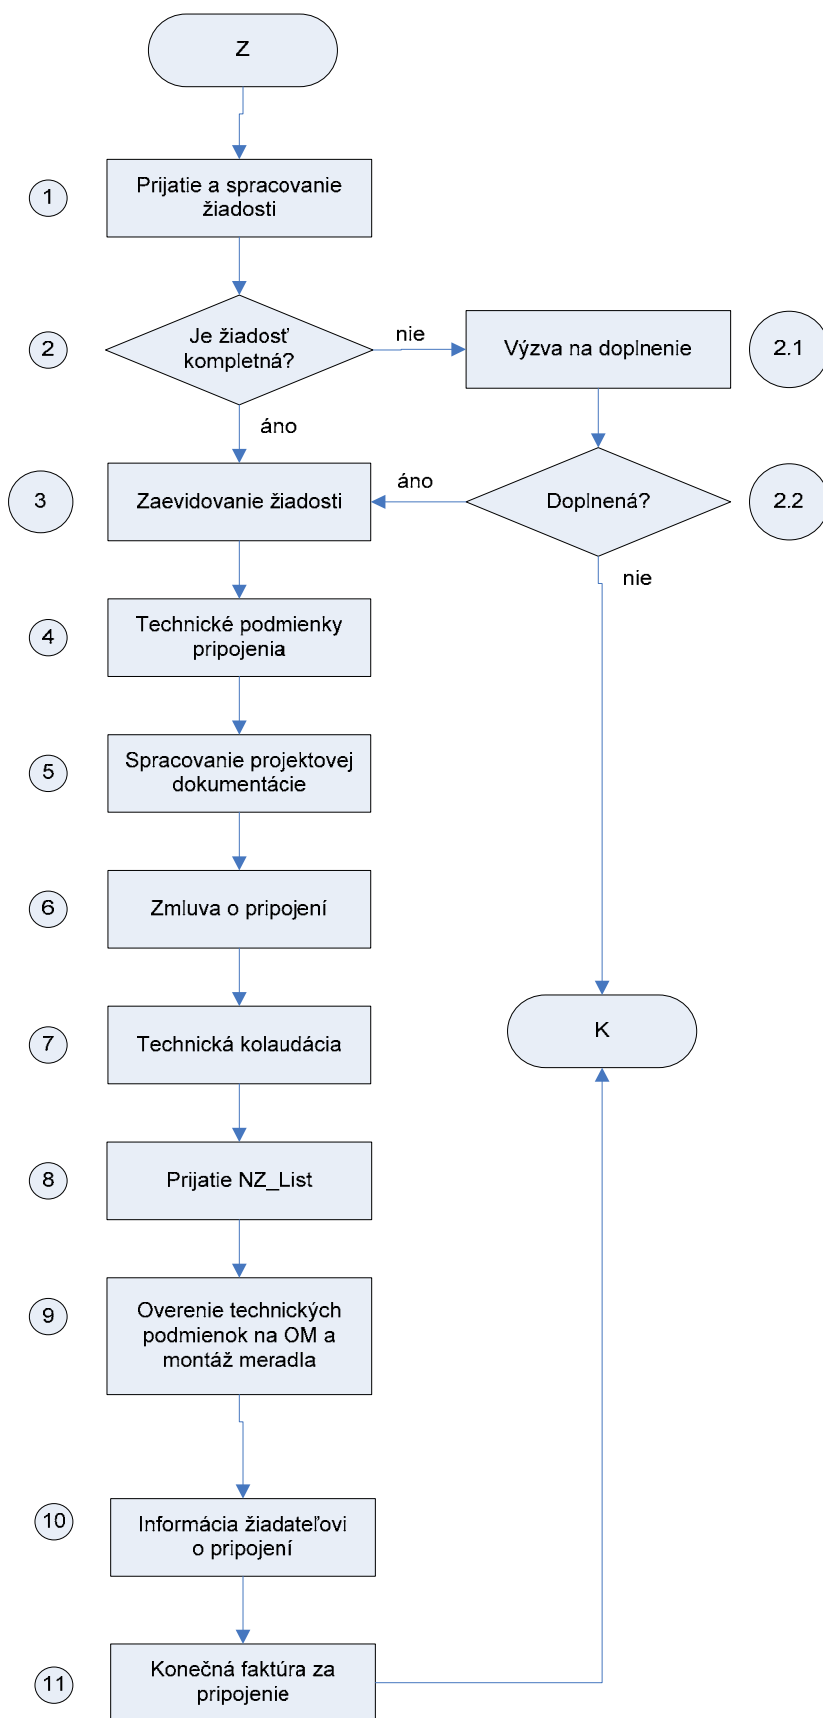 Z
1
Prijatie a spracovanie
žiadosti
2
Je žiadosť
kompletná?
nie
Výzva na doplnenie
2.1
áno
3
Zaevidovanie žiadosti
áno
Doplnená?
2.2
nie
4
Technické podmienky
pripojenia
5
Spracovanie projektovej
dokumentácie
6
Zmluva o pripojení
7
Technická kolaudácia
K
8
Prijatie NZ_List
9
Overenie technických
podmienok na OM a
montáž meradla
10
Informácia žiadateľovi
o pripojení
11
Konečná faktúra za
pripojenie